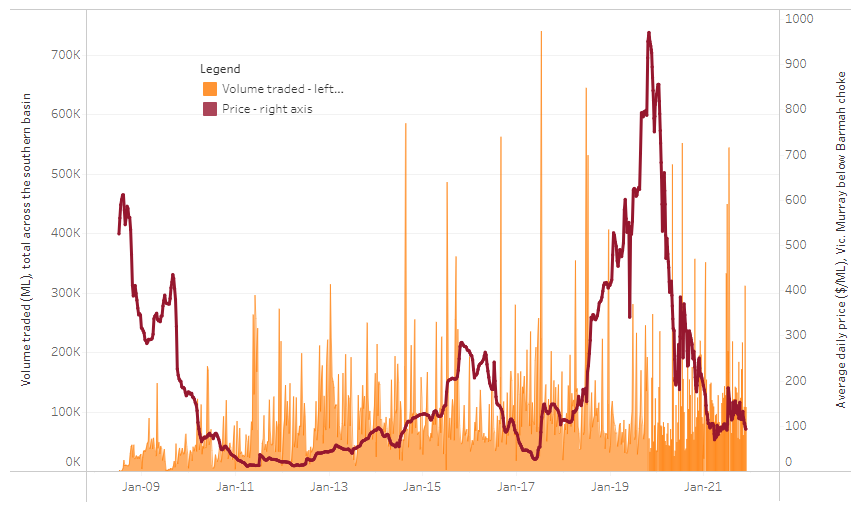 Legend
Volume traded - left...
Price - right axis
Volume traded (ML), total across the southern basin
700K
600K
500K
400K
300K
200K
100K
0K
1000
900
800
700
600
500
400
300
200
100
0
Average daily price ($/ML), Vic. Murray below Barmah choke
Jan-09
Jan-11
Jan-13
Jan-15
Jan-17
Jan-19
Jan-21